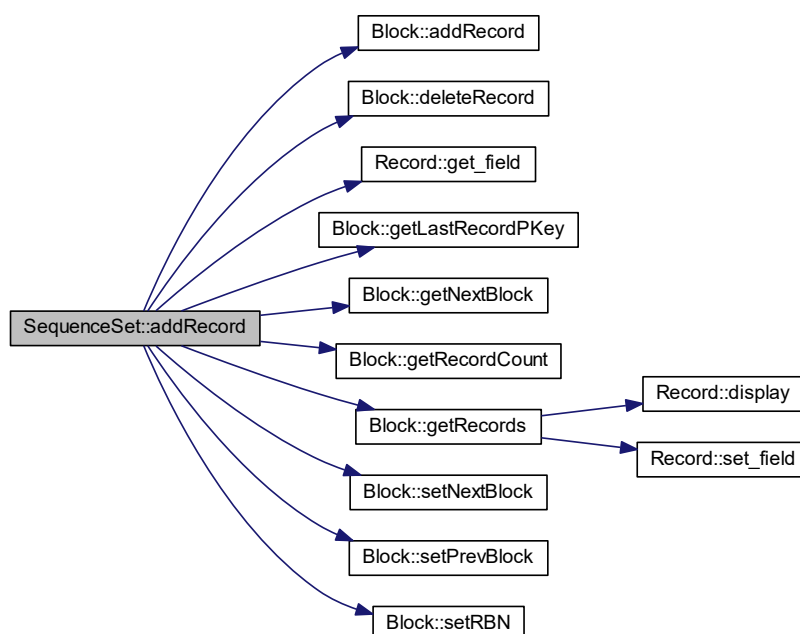 Block::addRecord
Block::deleteRecord
Record::get_field
Block::getLastRecordPKey
Block::getNextBlock
SequenceSet::addRecord
Block::getRecordCount
Record::display
Block::getRecords
Record::set_field
Block::setNextBlock
Block::setPrevBlock
Block::setRBN